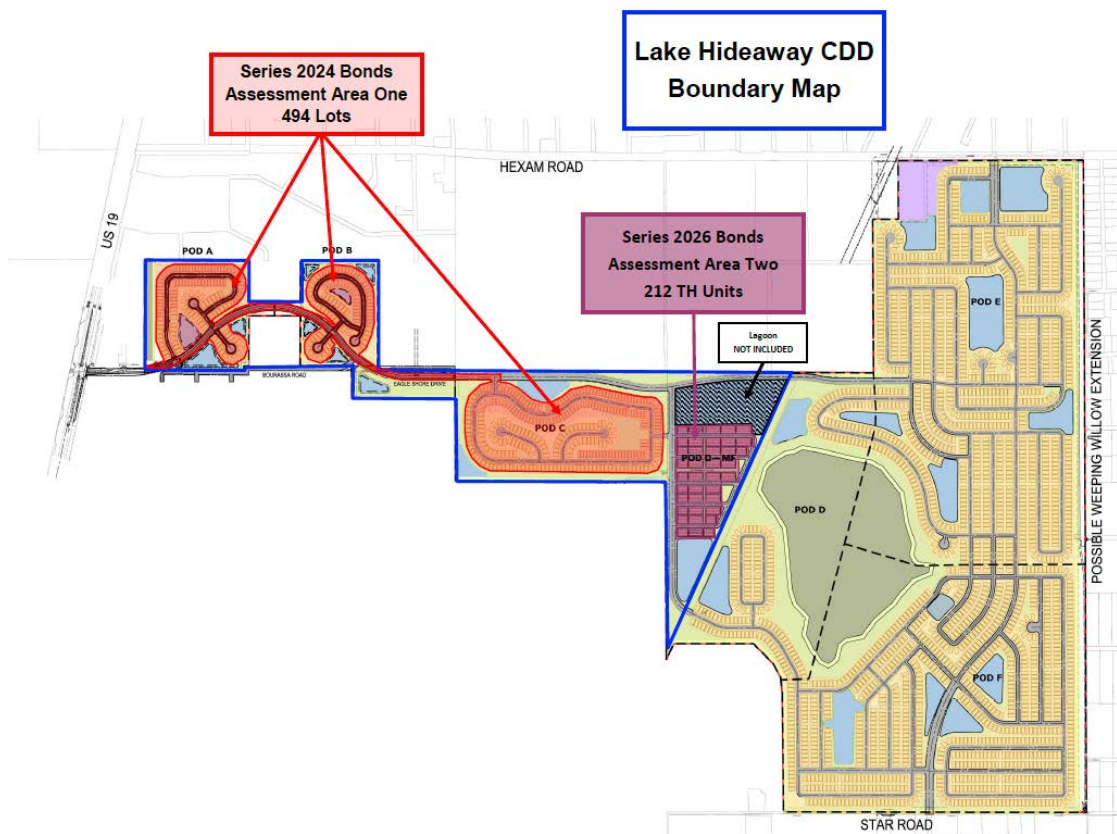 Lake Hideaway CDD
Boundary Map
Series 2024 Bonds
Assessment Area One
494 Lots
HEXAM ROAD
US 19
Series 2026 Bonds
Assessment Area Two
212 TH Units
POD A
POD B
POD E
Lagoon
NOT INCLUDED
BOURASSA ROAD
EAGLE SHORE DRIVE
POD C
POD D—MF
POD D
POSSIBLE WEEPING WILLOW EXTENSION
POD F
STAR ROAD